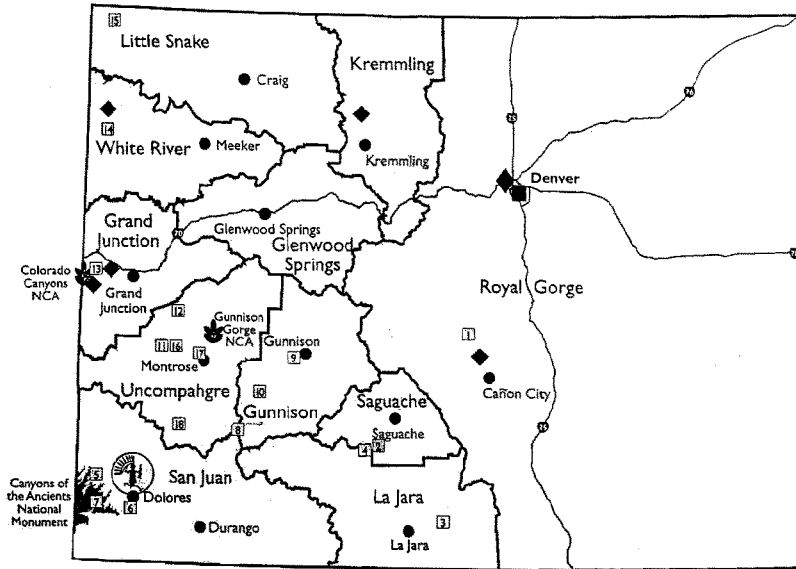 15
Little Snake
Craig
Kremmling
14
White River
Meeker
Kremmling
Denver
Grand
Junction
70
Glenwood Springs
Glenwood
Springs
Colorado
Canyons
NCA
13
Grand
Junction
Royal Gorge
12
Gunnison
Gorge
NCA
Gunnison
1
11
16
17
9
Montrose
Uncompahgre
10
Gunnison
Cañon City
Saguache
Saguache
18
8
4
2
5
San Juan
Canyons of
the Ancients
National
Monument
7
6
Dolores
Durango
La Jara
3
La Jara